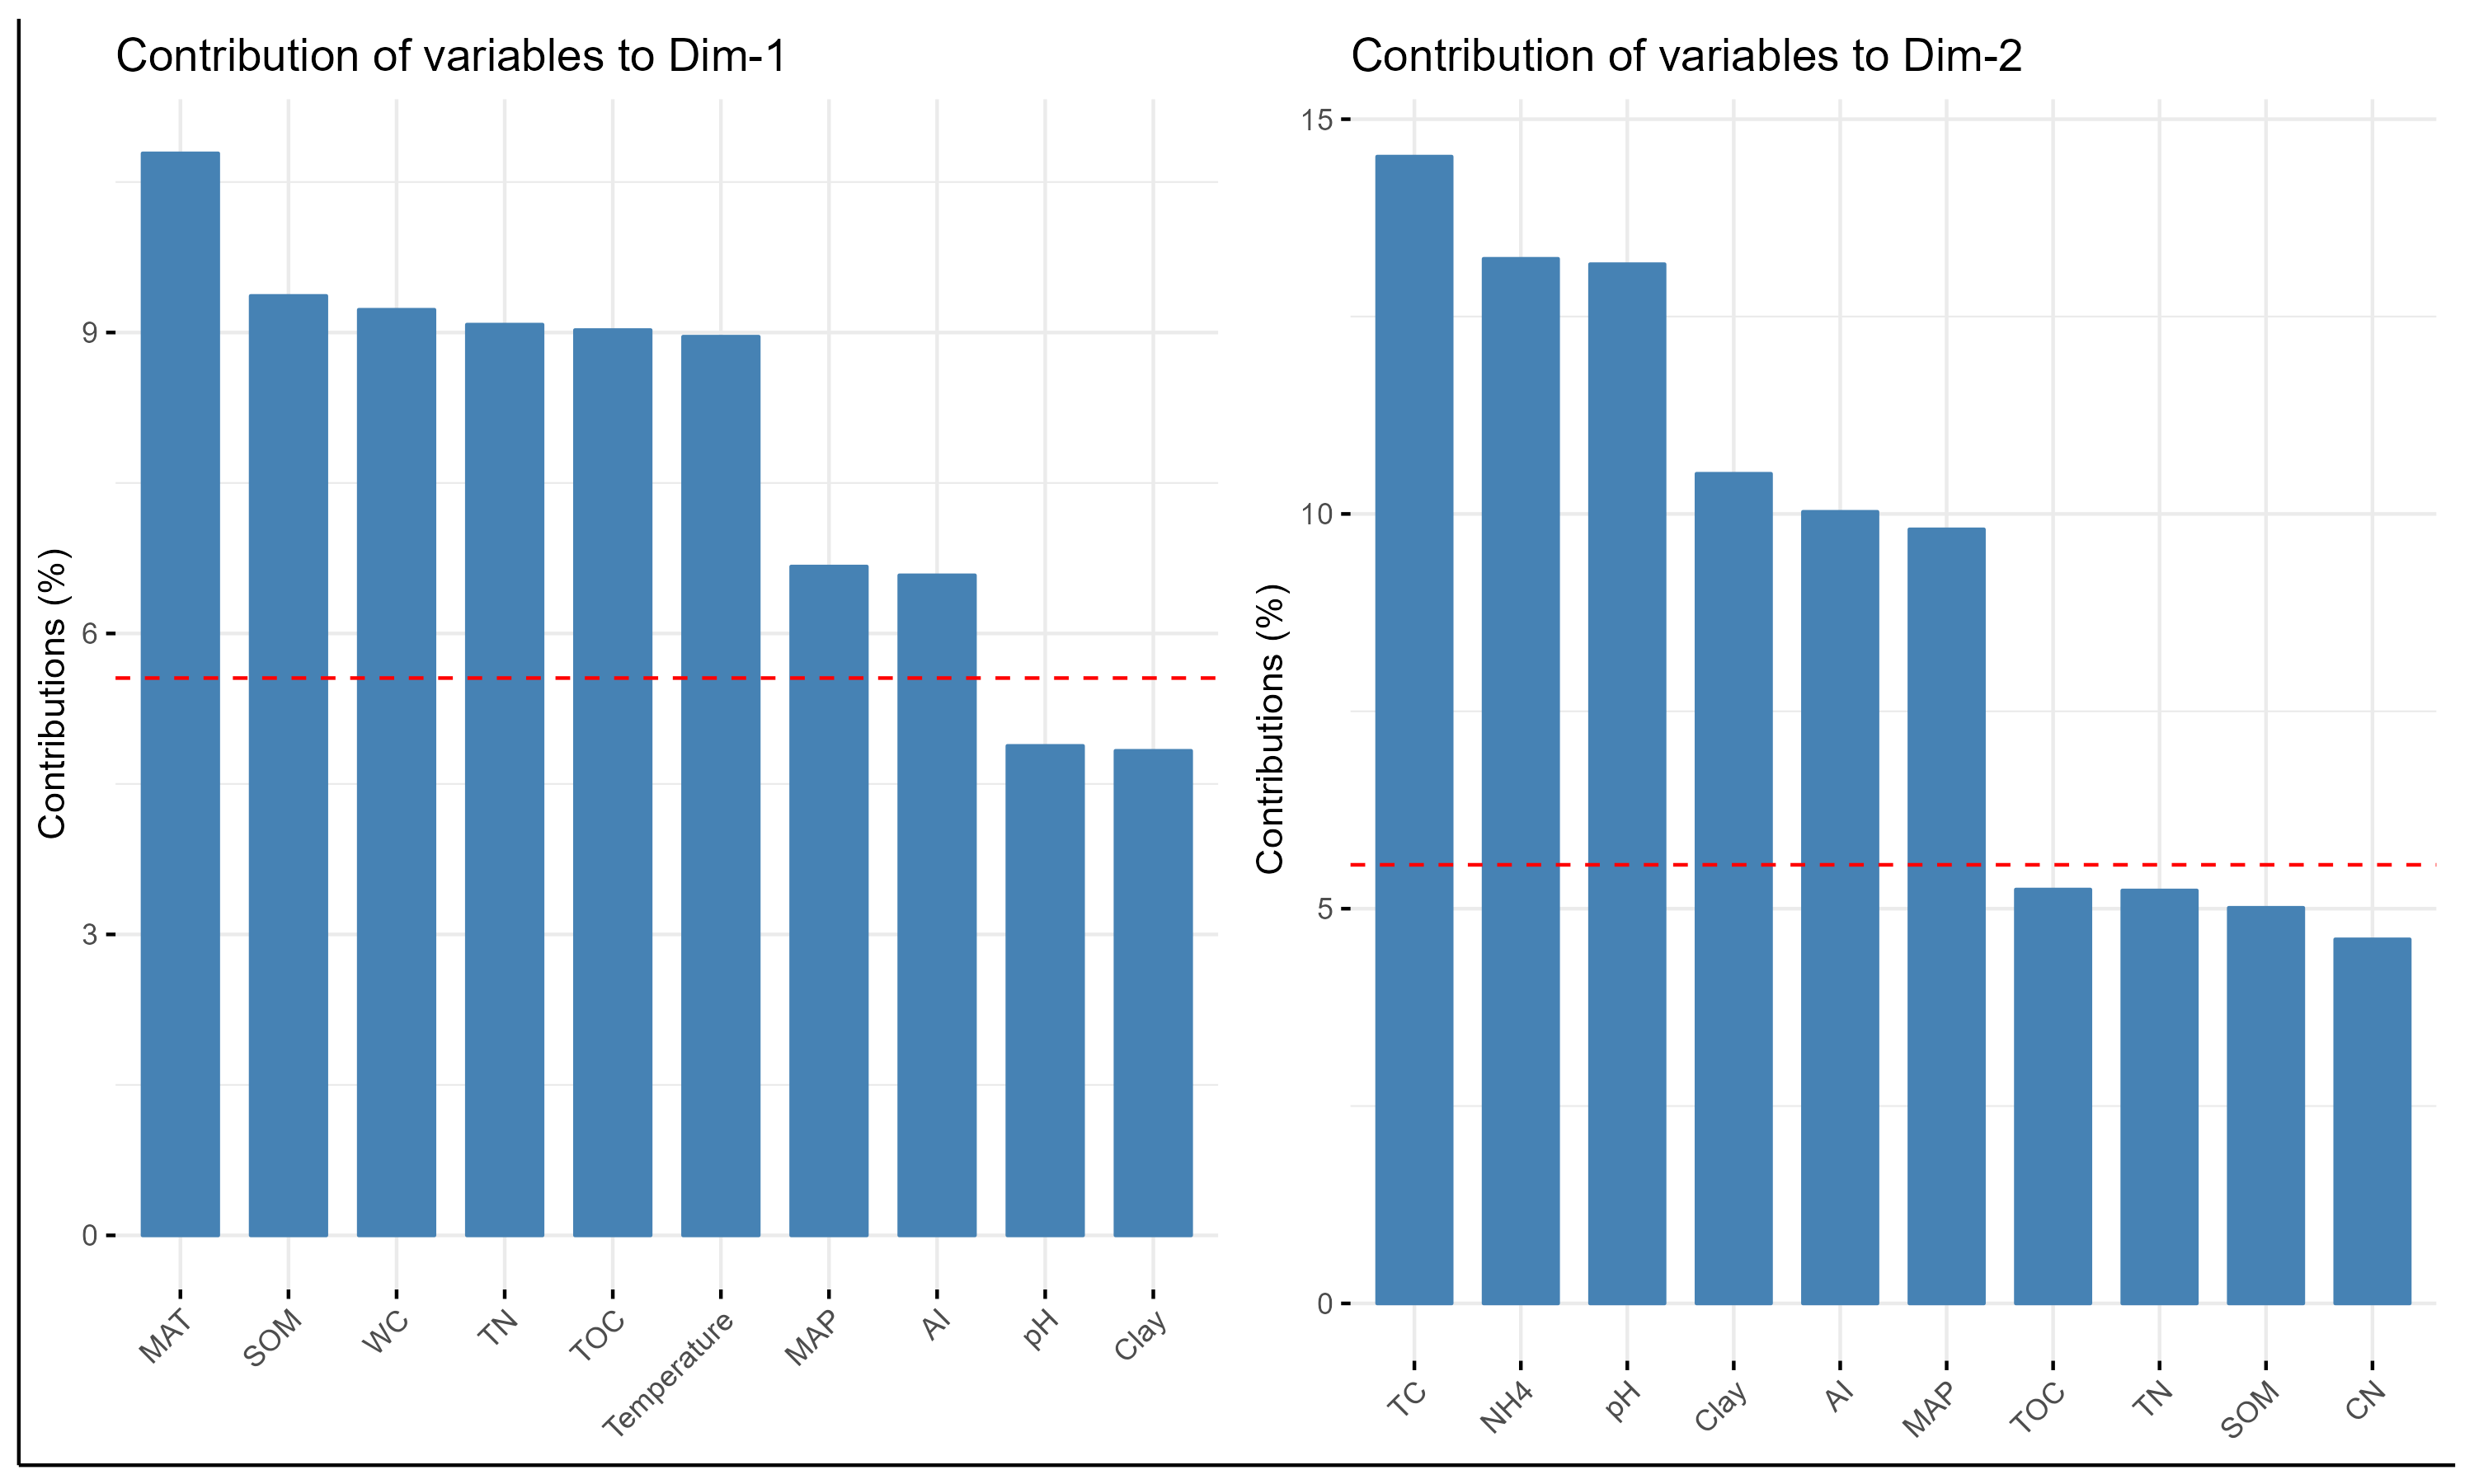 Contribution of variables to Dim-1
Contributions (%)
9
6
3
0
MAT
SOM
WC
TN
TOC
Temperature
MAP
AI
pH
Clay
Contribution of variables to Dim-2
Contributions (%)
15
10
5
0
TC
NH4
pH
Clay
AI
MAP
TOC
TN
SOM
CN